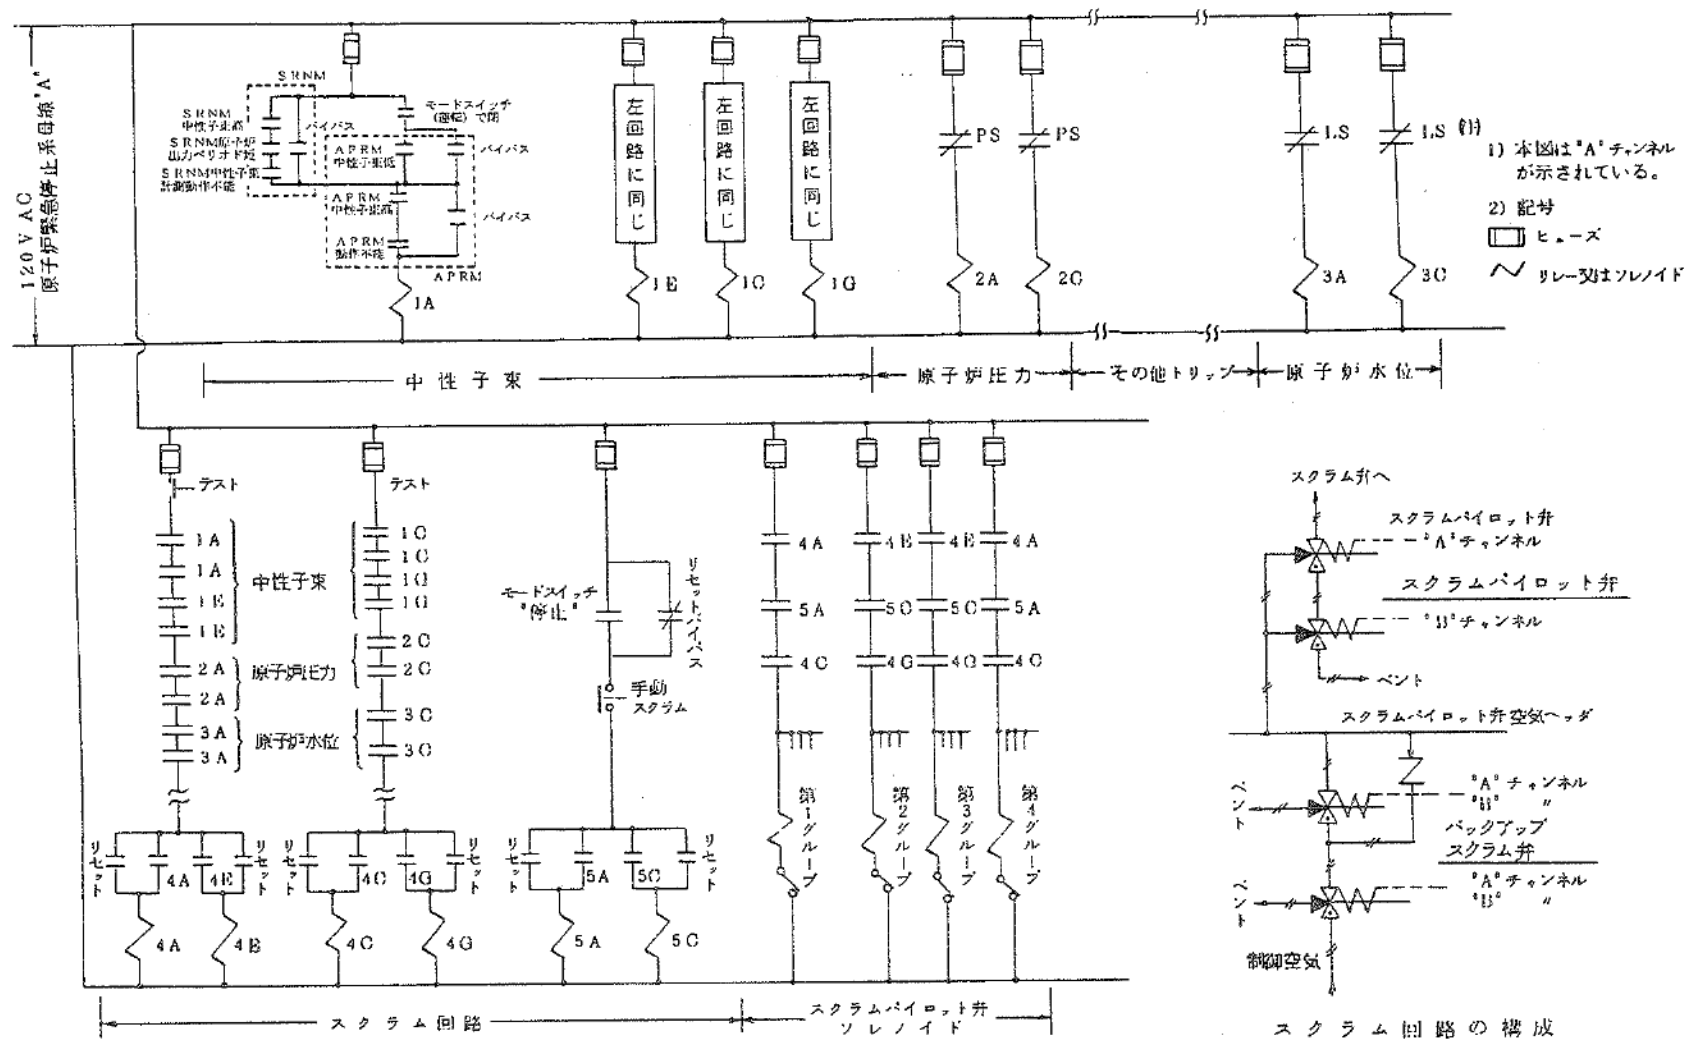 120V AC
原子炉緊急停止系母線"A"
SRNM
SRNM
中性子束高
SRNM原子炉
出力ペリオド短
SRNM中性子束
計測動作不能
バイパス
モードスイッチ
(運転)で閉
APRM
中性子束低
バイパス
APRM
中性子束高
バイパス
APRM
動作不能
APRM
1A
左回路に同じ
1E
左回路に同じ
1C
左回路に同じ
1G
PS
2A
PS
2C
LS
3A
LS
3C
(注)
1) 本図は"A"チャンネル
が示されている。
2) 記号
ヒューズ
リレー又はソレノイド
中性子束
原子炉圧力
その他トリップ
原子炉水位
テスト
1A
1A
1E
1E
中性子束
2A
2A
原子炉圧力
3A
3A
原子炉水位
テスト
1C
1C
1G
1G
2C
2C
3C
3C
リセット
4A
4E
リセット
リセット
4C
4G
リセット
4A
4E
4C
4G
モードスイッチ
"停止"
リセットバイパス
手動
スクラム
リセット
5A
5C
リセット
5A
5C
4A
5A
4C
第1グループ
4E
5C
4G
第2グループ
4E
5C
4G
第3グループ
4A
5A
4C
第4グループ
スクラム回路
スクラムパイロット弁
ソレノイド
スクラム弁へ
スクラムパイロット弁
"A"チャンネル
スクラムパイロット弁
"B"チャンネル
ベント
スクラムパイロット弁空気ヘッダ
ベント
"A"チャンネル
"B" 〃
バックアップ
スクラム弁
ベント
"A"チャンネル
"B" 〃
制御空気
スクラム回路の構成